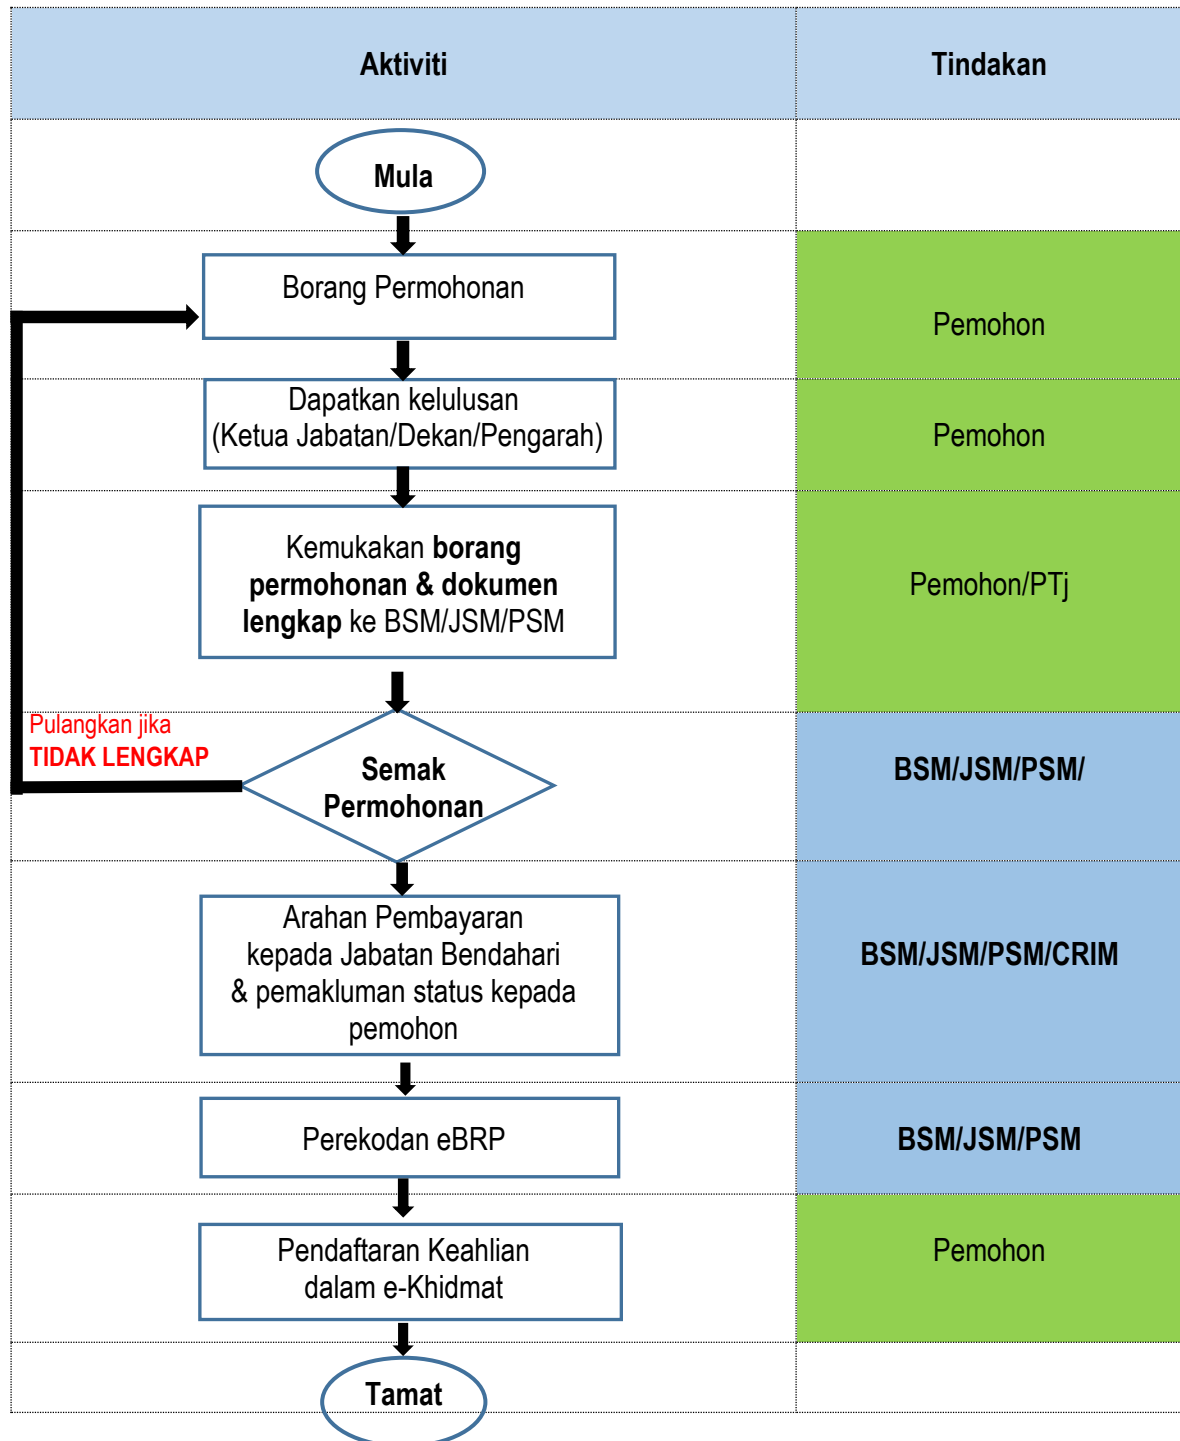 Aktiviti
Tindakan
Mula
Borang Permohonan
Pemohon
Dapatkan kelulusan
(Ketua Jabatan/Dekan/Pengarah)
Pemohon
Kemukakan borang
permohonan & dokumen
lengkap ke BSM/JSM/PSM
Pemohon/PTj
Pulangkan jika
TIDAK LENGKAP
Semak
Permohonan
BSM/JSM/PSM/
Arahan Pembayaran
kepada Jabatan Bendahari
& pemakluman status kepada
pemohon
BSM/JSM/PSM/CRIM
Perekodan eBRP
BSM/JSM/PSM
Pendaftaran Keahlian
dalam e-Khidmat
Pemohon
Tamat